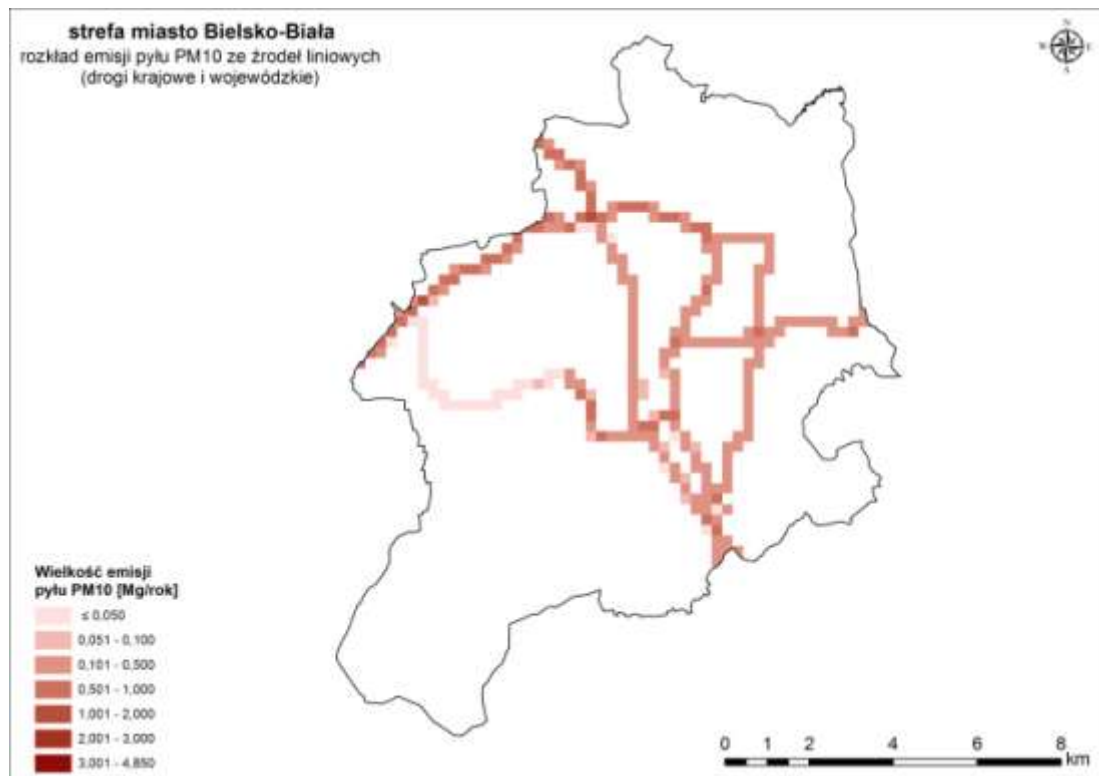 strefa miasto Bielsko-Biała
rozkład emisji pyłu PM10 ze źrodeł liniowych
(drogi krajowe i wojewódzkie)
N
W
E
Wielkość emisji
pyłu PM10 [Mg/rok]
≤ 0,050
0,051 - 0,100
0,101 - 0,500
0,501 - 1,000
1,001 - 2,000
2,001 - 3,000
3,001 - 4,850
0 1 2 4 6 8
km